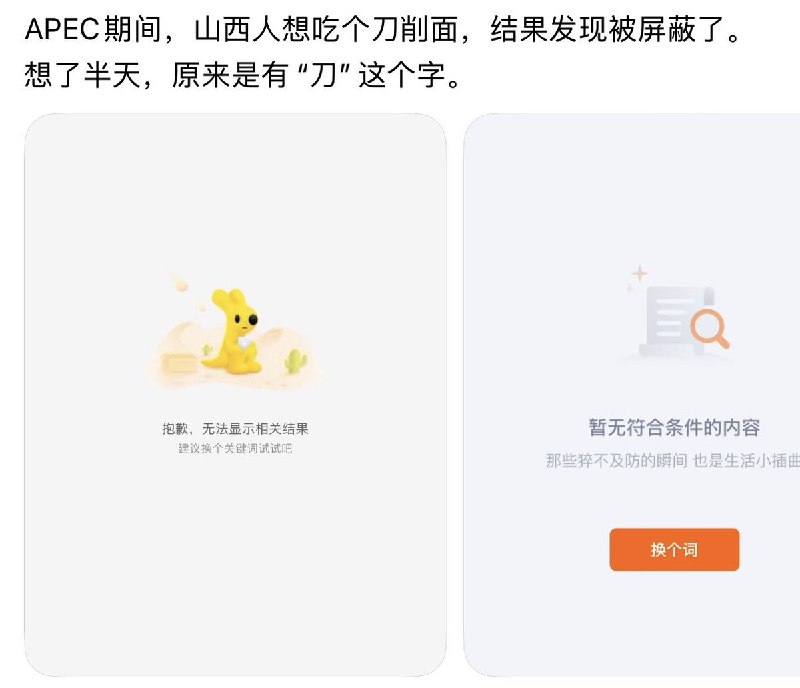 APEC期间，山西人想吃个刀削面，结果发现被屏蔽了。
想了半天，原来是有 “刀” 这个字。
抱歉，无法显示相关结果
建议换个关键词试试吧
暂无符合条件的内容
那些猝不及防的瞬间 也是生活小插曲
换个词